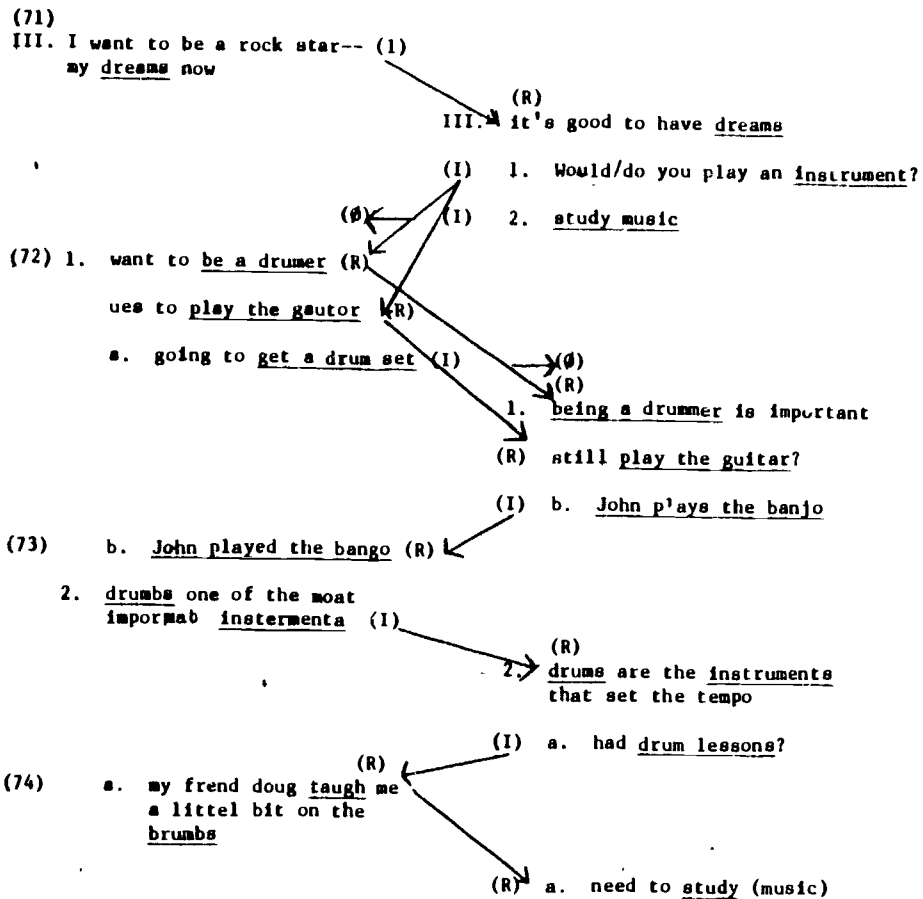 (71)
III. I want to be a rock star-- (1)
my dreams now
(R)
III. it's good to have dreams
(I) 1. Would/do you play an instrument?
(Ø) (I) 2. study music
(72) 1. want to be a drumer (R)
ues to play the gautor (R)
a. going to get a drum set (I)
(Ø)
(R)
1. being a drummer is important
(R) still play the guitar?
(I) b. John p'ays the banjo
(73) b. John played the bango (R)
2. drumbs one of the moat
impormab instermenta (I)
(R)
2. drums are the instruments
that set the tempo
(I) a. had drum lessons?
(R)
(74) a. my frend doug taugh me
a littel bit on the
brumbs
(R) a. need to study (music)